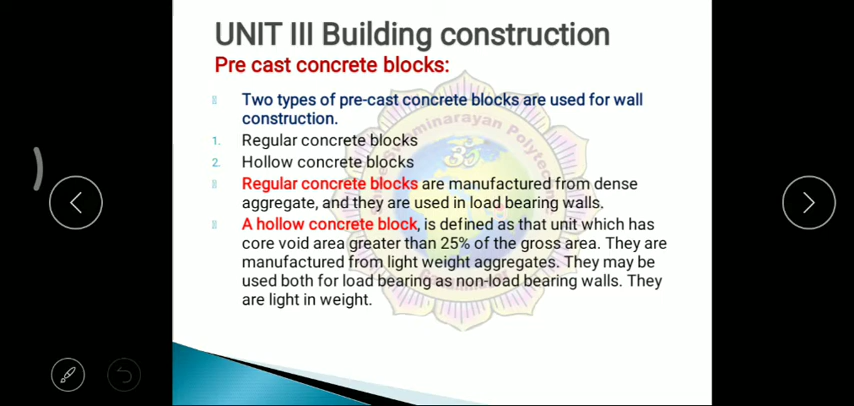 UNIT III Building construction
Pre cast concrete blocks:
Two types of pre-cast concrete blocks are used for wall
construction.
1. Regular concrete blocks
2. Hollow concrete blocks
Regular concrete blocks are manufactured from dense
aggregate, and they are used in load bearing walls.
A hollow concrete block, is defined as that unit which has
core void area greater than 25% of the gross area. They are
manufactured from light weight aggregates. They may be
used both for load bearing as non-load bearing walls. They
are light in weight.
Swaminarayan Polytechnic